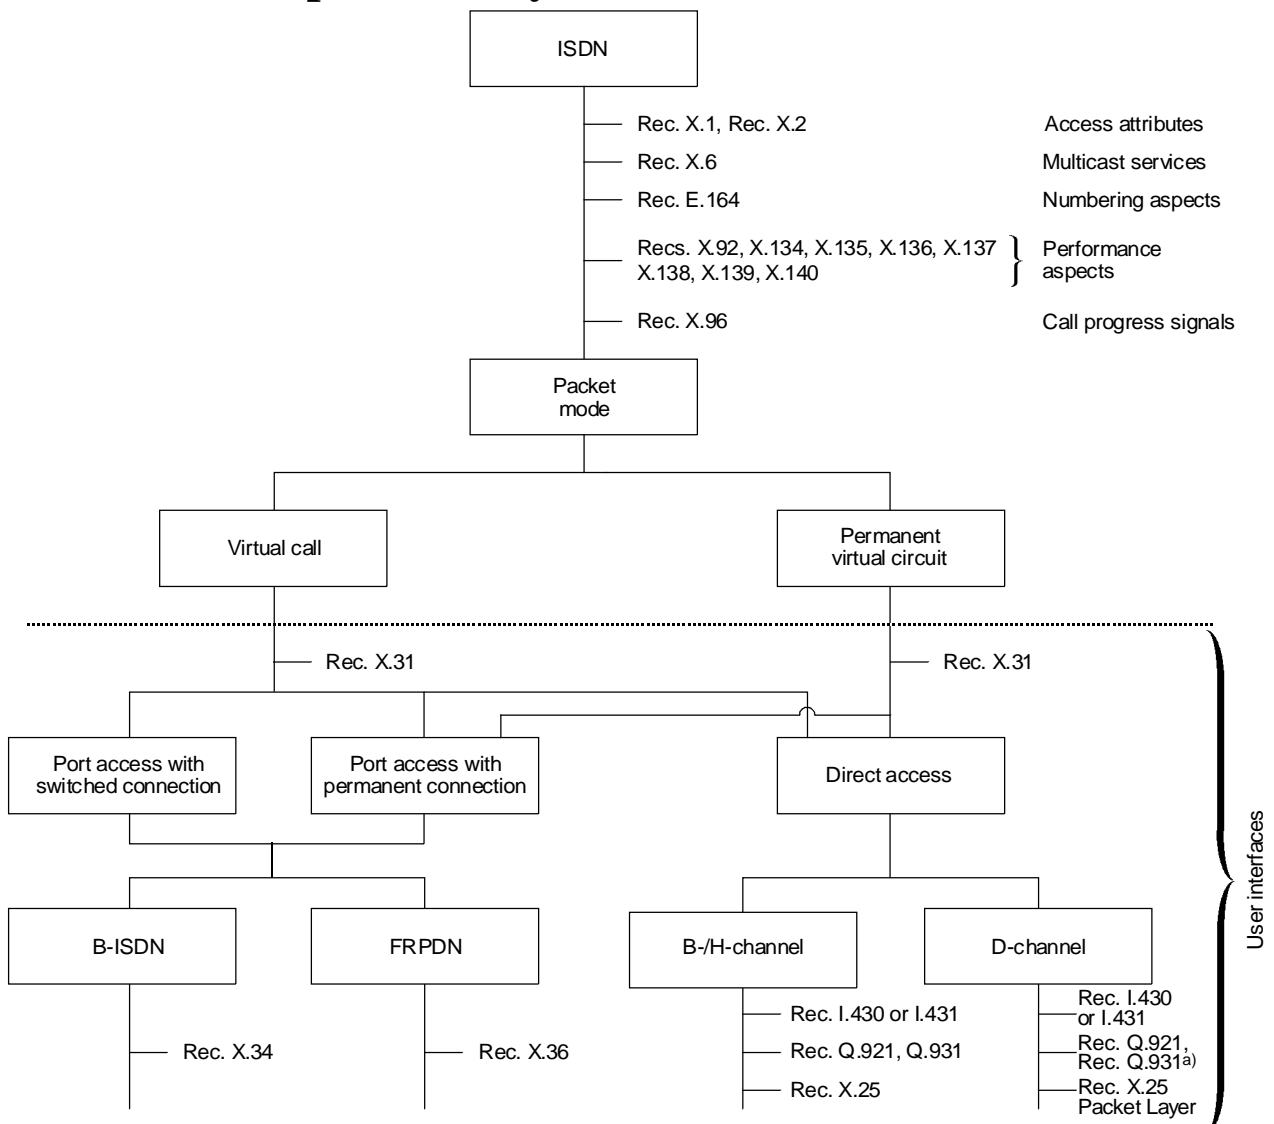 ISDN
Rec. X.1, Rec. X.2
Access attributes
Rec. X.6
Multicast services
Rec. E.164
Numbering aspects
Recs. X.92, X.134, X.135, X.136, X.137
X.138, X.139, X.140
}
Performance
aspects
Rec. X.96
Call progress signals
Packet
mode
Virtual call
Permanent
virtual circuit
Rec. X.31
Rec. X.31
Port access with
switched connection
Port access with
permanent connection
Direct access
User interfaces
B-ISDN
FRPDN
B-/H-channel
D-channel
Rec. X.34
Rec. X.36
Rec. I.430 or I.431
Rec. Q.921, Q.931
Rec. X.25
Rec. I.430
or I.431
Rec. Q.921,
Rec. Q.931a)
Rec. X.25
Packet Layer